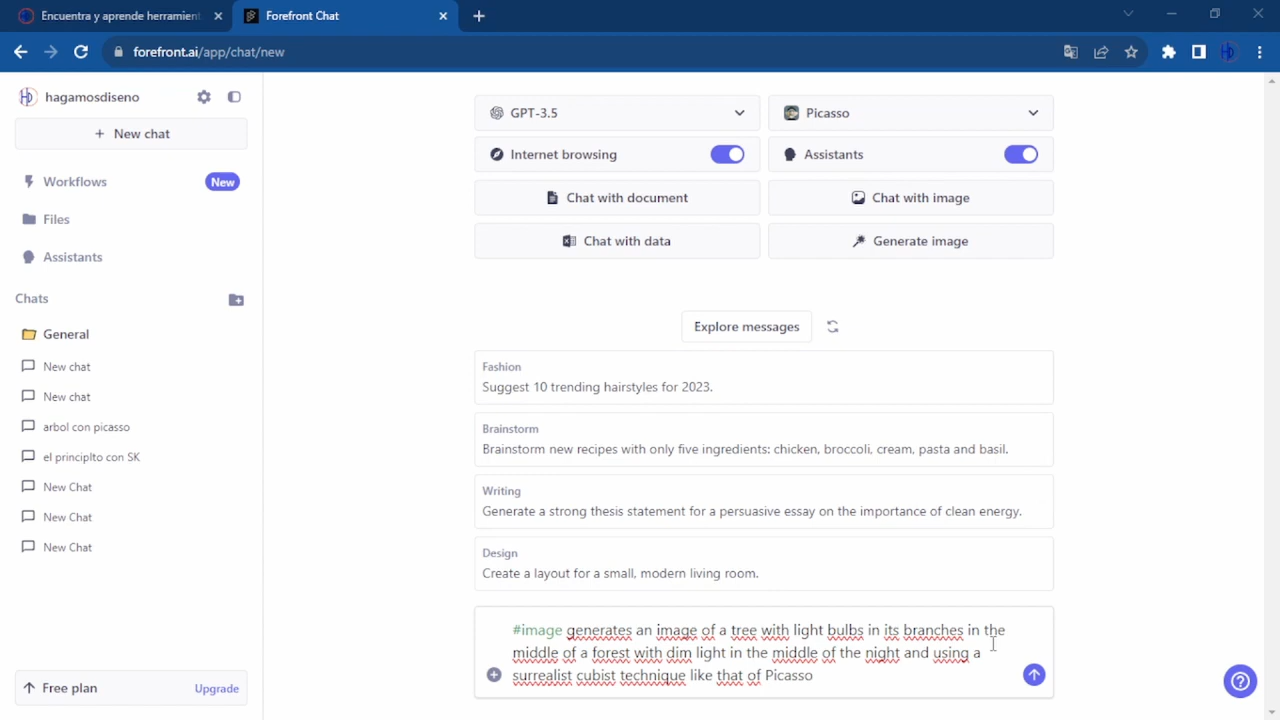 Encuentra y aprende herramien
Forefront Chat
forefront.ai/app/chat/new
hagamosdiseno
+ New chat
Workflows
New
Files
Assistants
Chats
General
New chat
New chat
arbol con picasso
el principIto con SK
New Chat
New Chat
New Chat
Free plan
Upgrade
GPT-3.5
Picasso
Internet browsing
Assistants
Chat with document
Chat with image
Chat with data
Generate image
Explore messages
Fashion
Suggest 10 trending hairstyles for 2023.
Brainstorm
Brainstorm new recipes with only five ingredients: chicken, broccoli, cream, pasta and basil.
Writing
Generate a strong thesis statement for a persuasive essay on the importance of clean energy.
Design
Create a layout for a small, modern living room.
#image generates an image of a tree with light bulbs in its branches in the
middle of a forest with dim light in the middle of the night and using a
surrealist cubist technique like that of Picasso